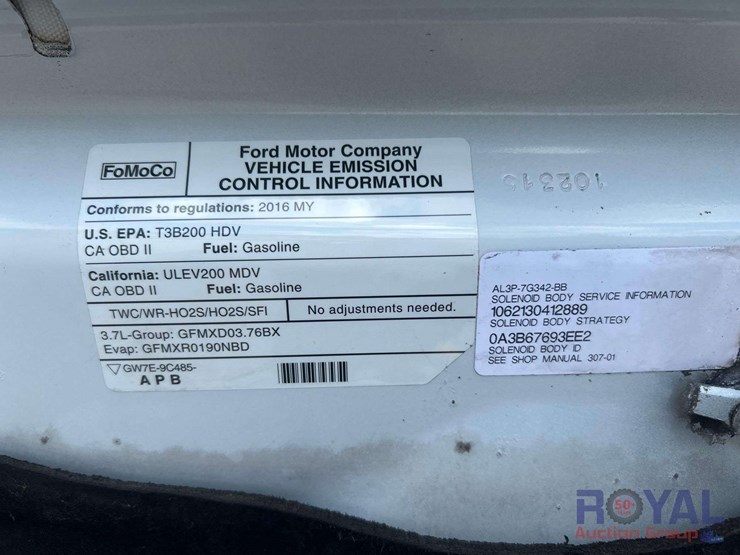 FoMoCo
Ford Motor Company
VEHICLE EMISSION
CONTROL INFORMATION
Conforms to regulations: 2016 MY
U.S. EPA: T3B200 HDV
CA OBD II Fuel: Gasoline
California: ULEV200 MDV
CA OBD II Fuel: Gasoline
TWC/WR-HO2S/HO2S/SFI No adjustments needed.
3.7L-Group: GFMXD03.76BX
Evap: GFMXR0190NBD
GW7E-9C485-
APB
102315
AL3P-7G342-BB
SOLENOID BODY SERVICE INFORMATION
1062130412889
SOLENOID BODY STRATEGY
0A3B67693EE2
SOLENOID BODY ID
SEE SHOP MANUAL 307-01
50
ROYAL
Auction Group